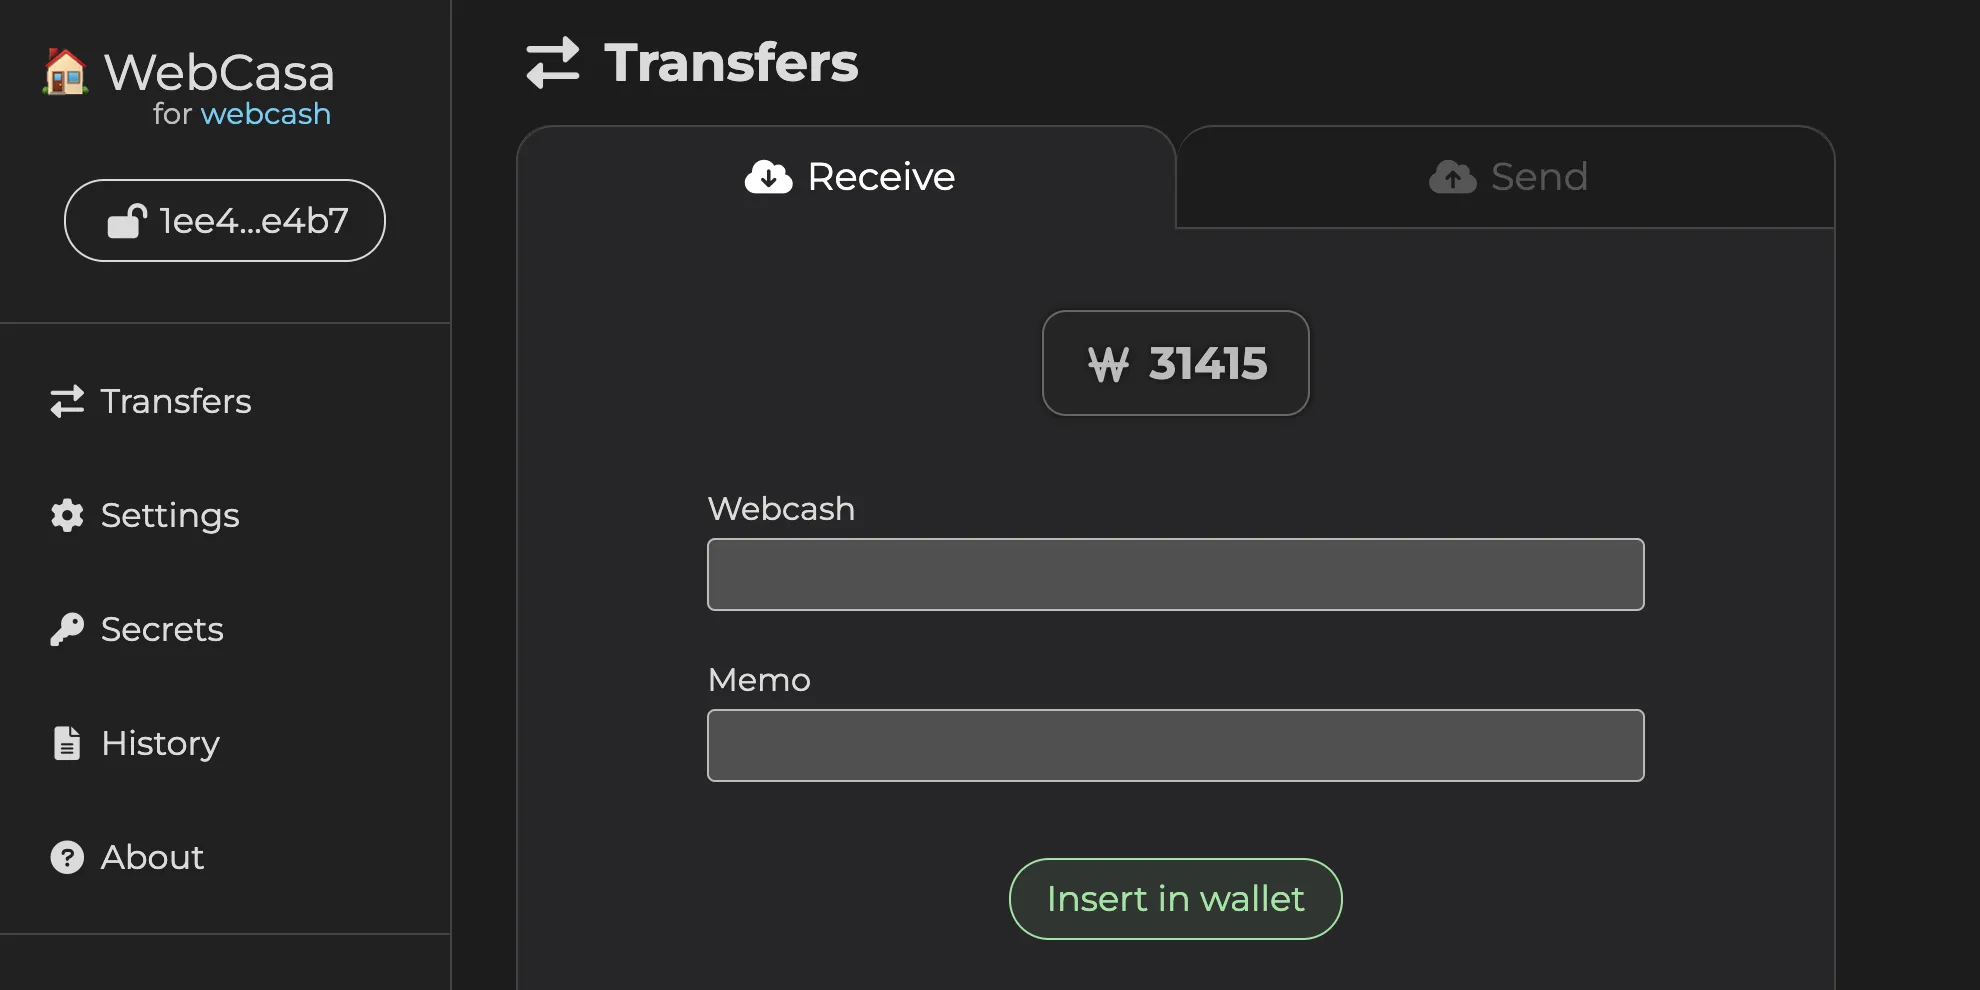 WebCasa
for webcash
1ee4...e4b7
Transfers
Settings
Secrets
History
About
Transfers
Receive
Send
₩ 31415
Webcash
Memo
Insert in wallet